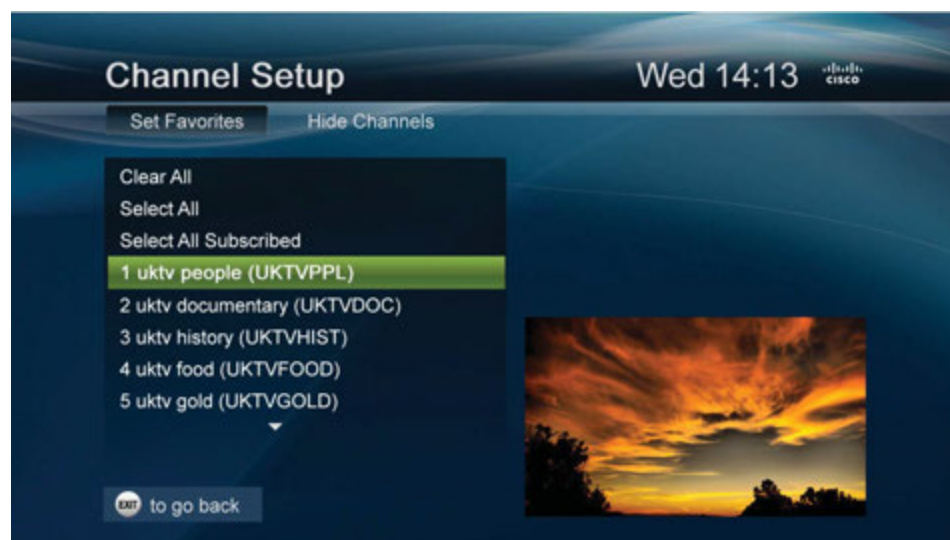 Channel Setup
Wed 14:13
cisco
Set Favorites
Hide Channels
Clear All
Select All
Select All Subscribed
1 uktv people (UKTVPPL)
2 uktv documentary (UKTVDOC)
3 uktv history (UKTVHIST)
4 uktv food (UKTVFOOD)
5 uktv gold (UKTVGOLD)
EXIT to go back